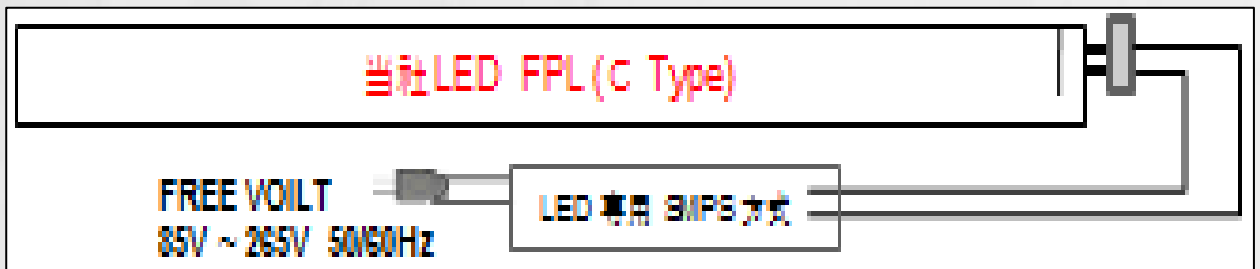 当社LED FPL(C Type)
FREE VOILT
85V ~ 265V 50/60Hz
LED 専用 SMPS 方式